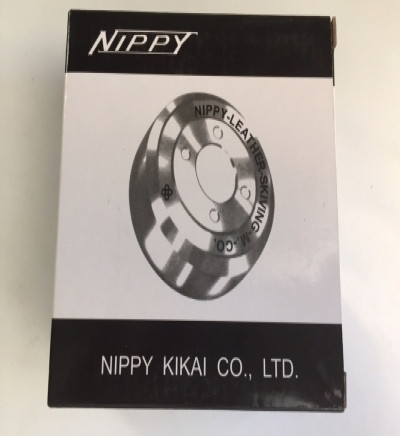 NIPPY
NIPPY-LEATHER-SKIVING-M,-CO.
NIPPY KIKAI CO., LTD.